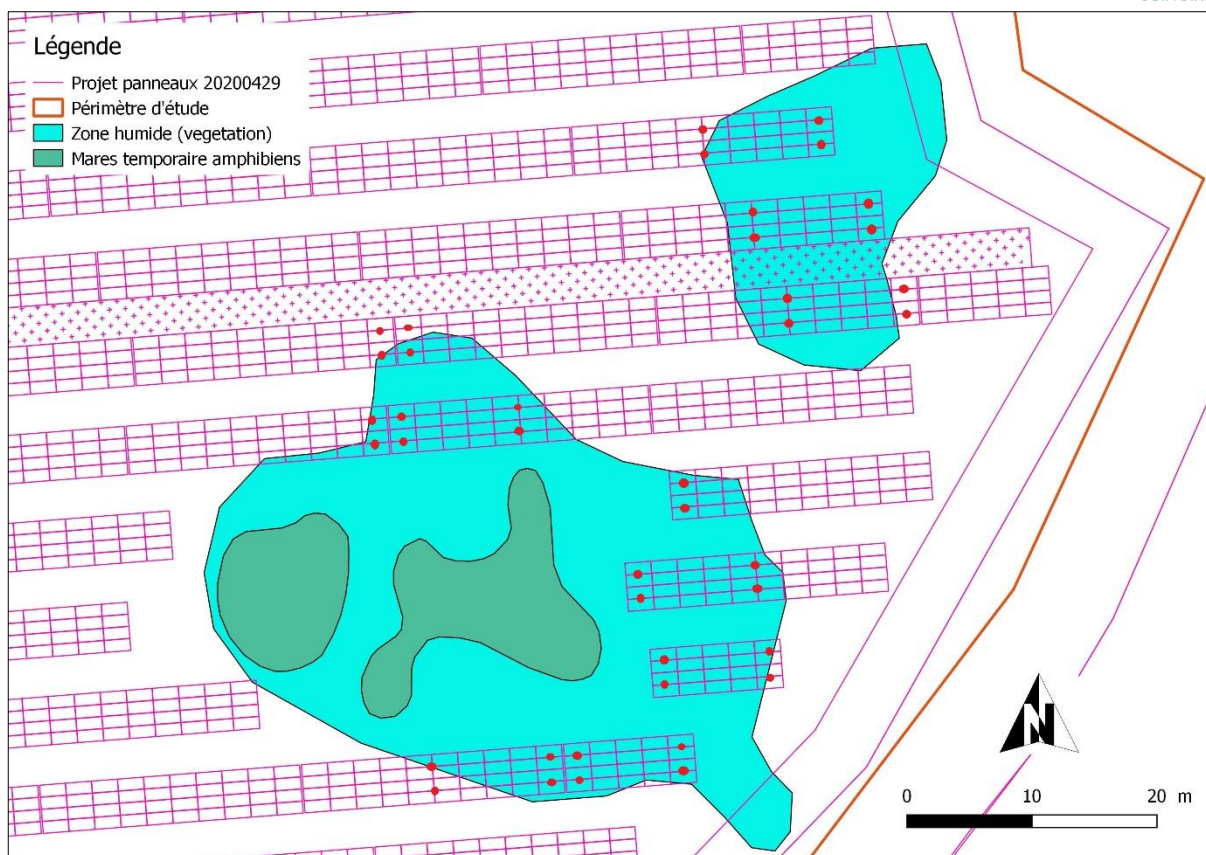 Légende
Projet panneaux 20200429
Périmètre d'étude
Zone humide (vegetation)
Mares temporaire amphibiens
N
0 10 20 m